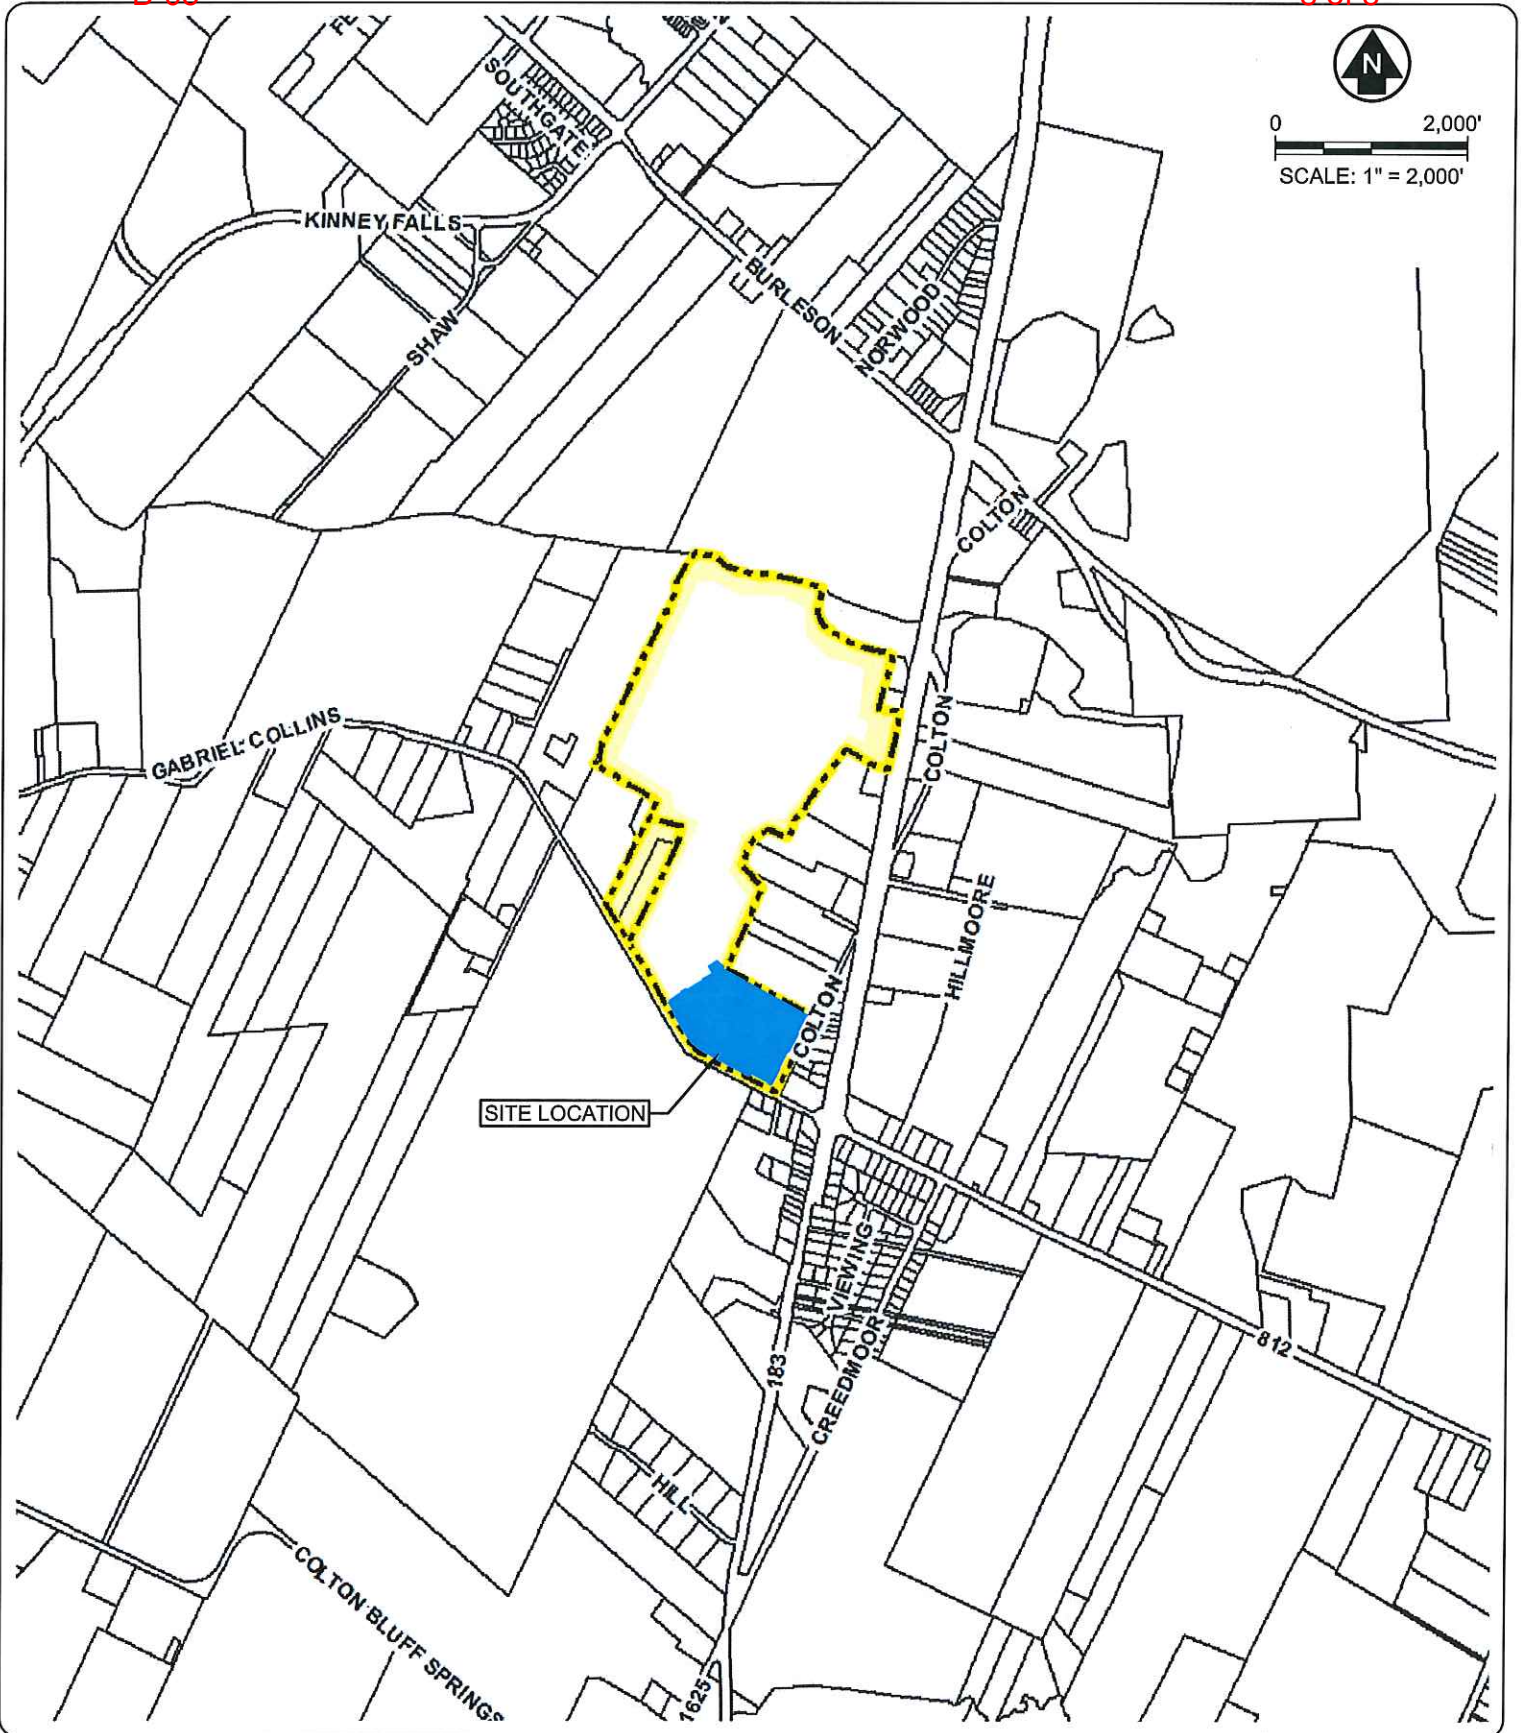 N
0 2,000'
SCALE: 1" = 2,000'
SOUTHGATE
KINNEY FALLS
SHAW
BURLESON
NORWOOD
COLTON
COLTON
GABRIEL COLLINS
HILLMOORE
COLTON
SITE LOCATION
VIEWING
183
CREEDMOOR
812
HILL
COLTON BLUFF SPRINGS
1625